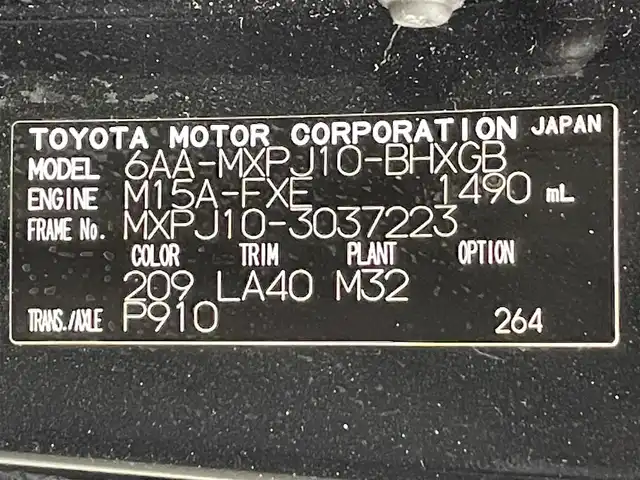 TOYOTA MOTOR CORPORATION JAPAN
MODEL 6AA-MXPJ10-BHXGB
ENGINE M15A-FXE 1490 mL
FRAME No. MXPJ10-3037223
COLOR TRIM PLANT OPTION
209 LA40 M32
TRANS./AXLE P910 264